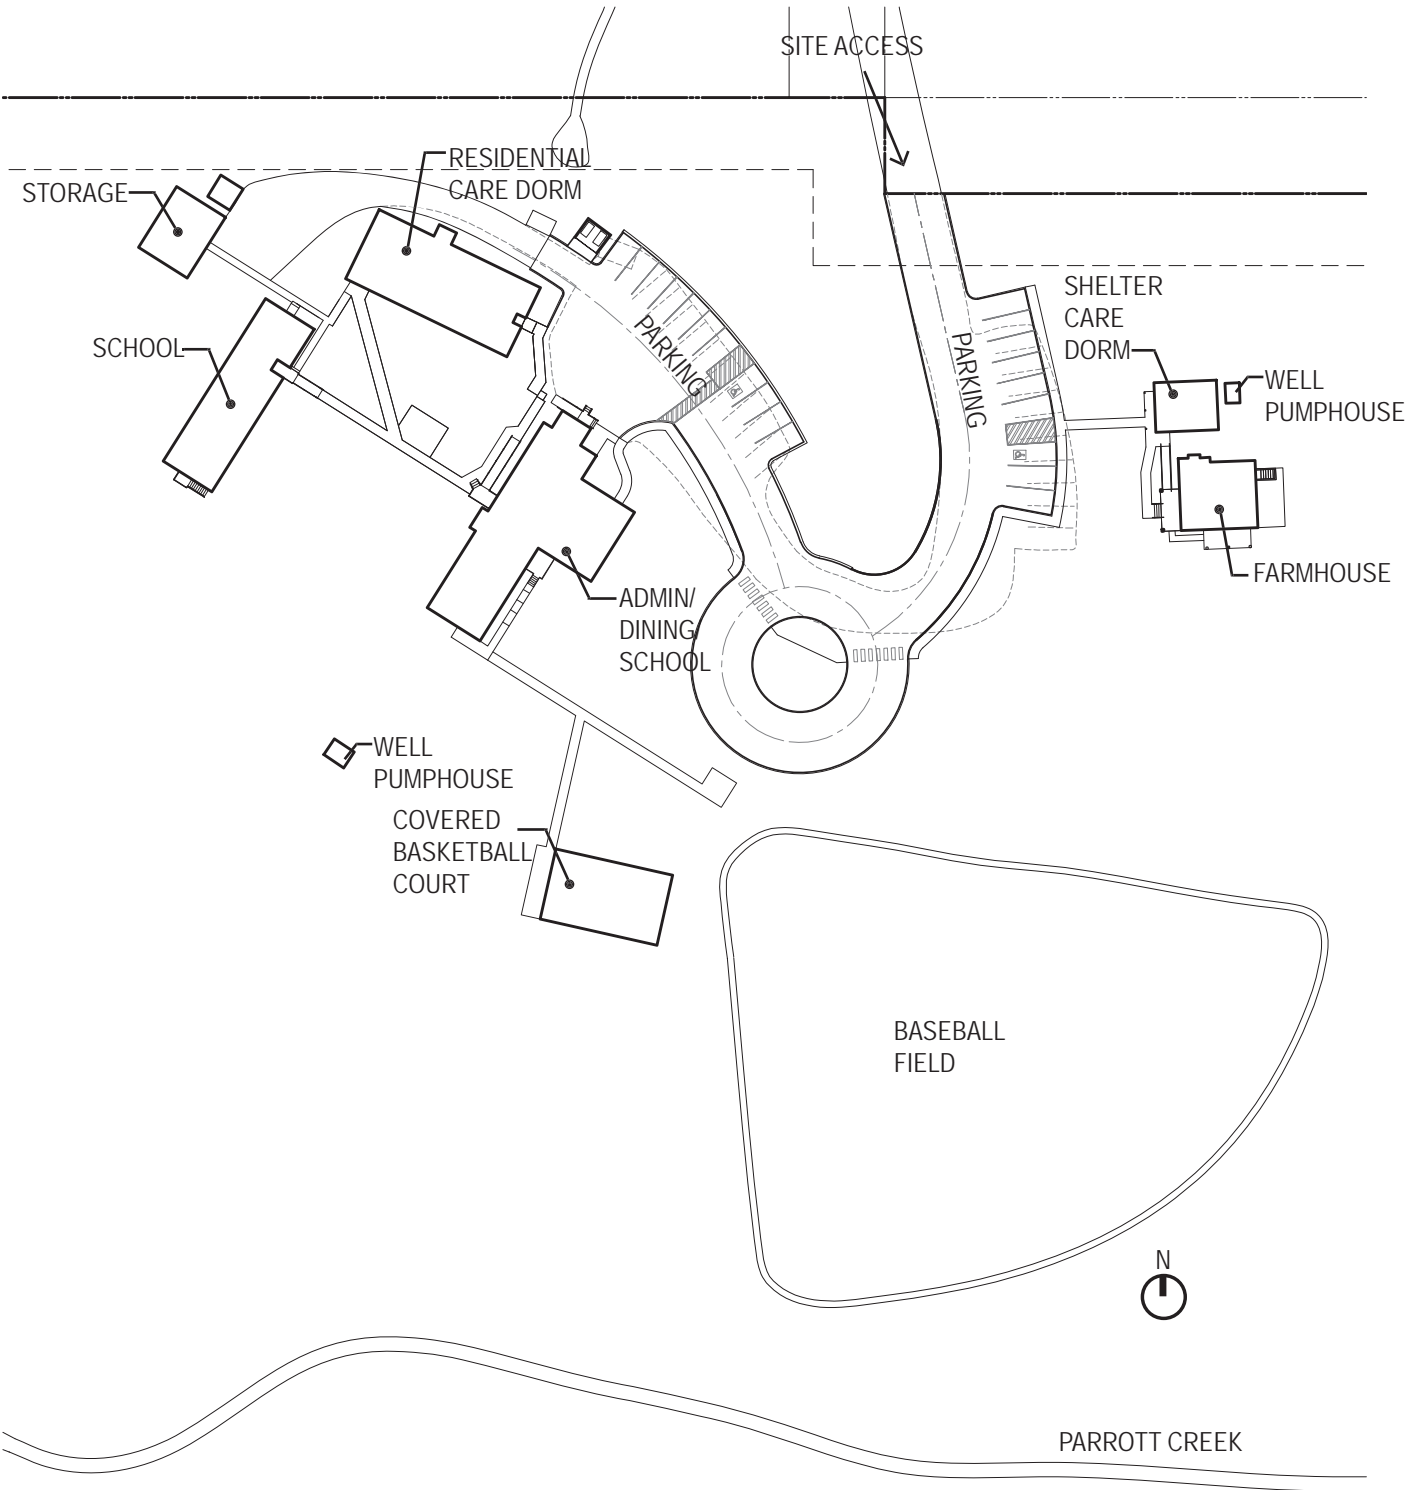 SITE ACCESS
RESIDENTIAL
CARE DORM
STORAGE
SCHOOL
PARKING
PARKING
SHELTER
CARE
DORM
WELL
PUMPHOUSE
FARMHOUSE
ADMIN/
DINING
SCHOOL
WELL
PUMPHOUSE
COVERED
BASKETBALL
COURT
BASEBALL
FIELD
N
PARROTT CREEK